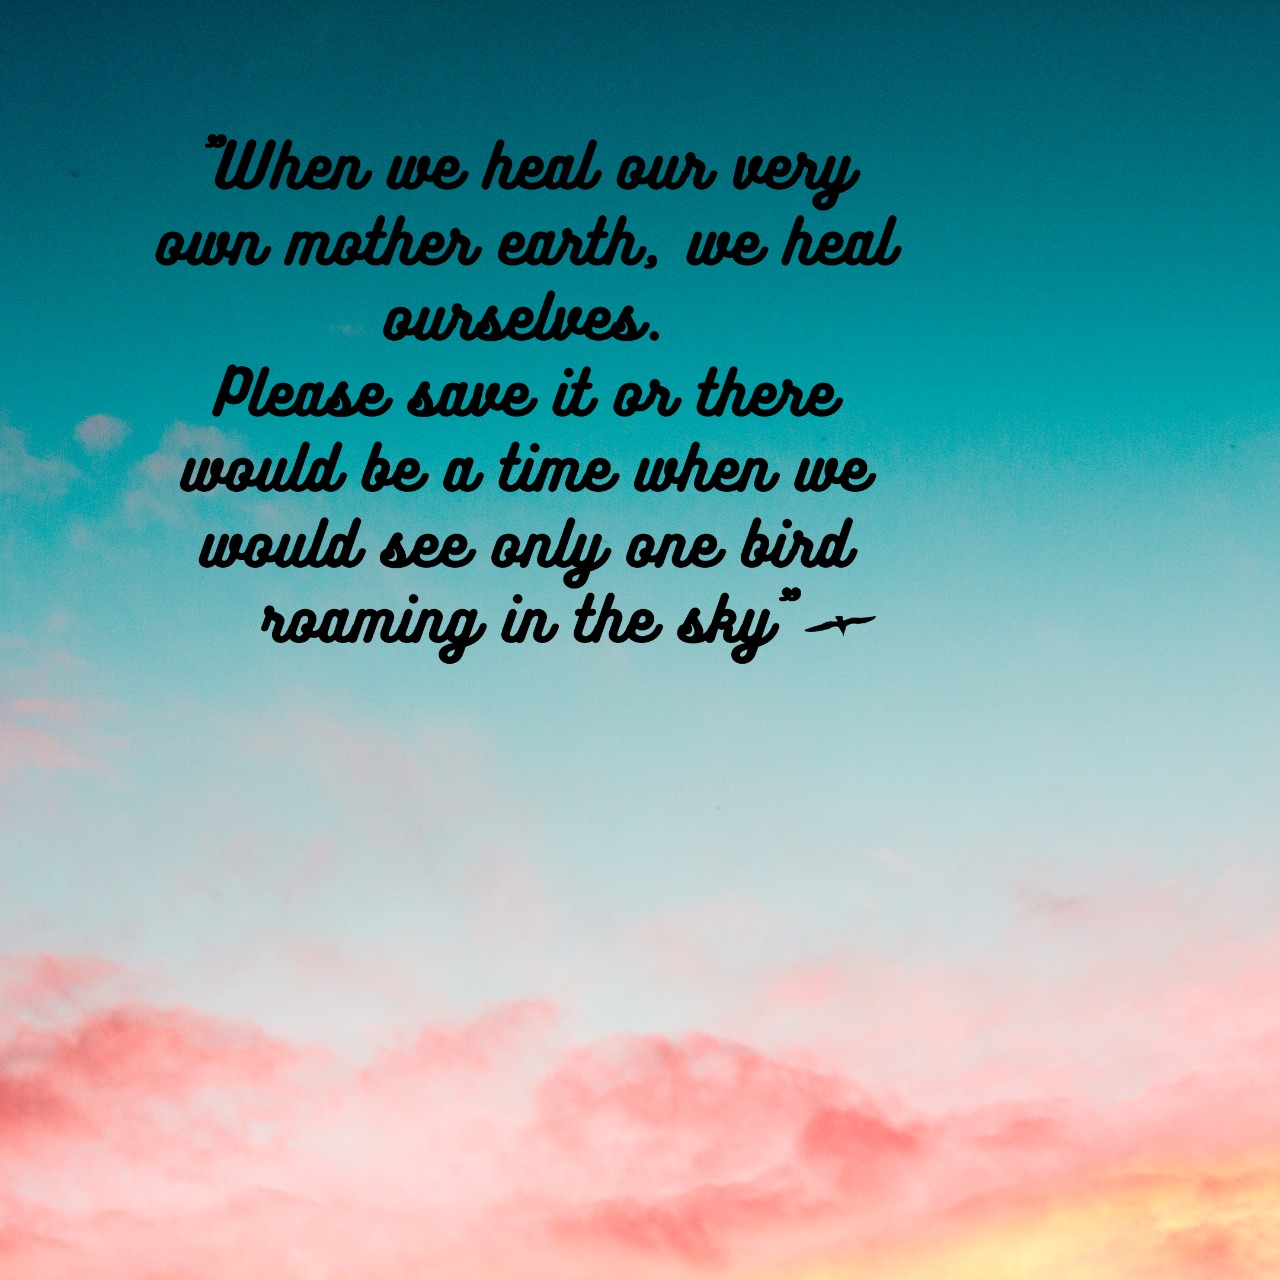 ”When we heal our very
own mother earth, we heal
ourselves.
Please save it or there
would be a time when we
would see only one bird
roaming in the sky”